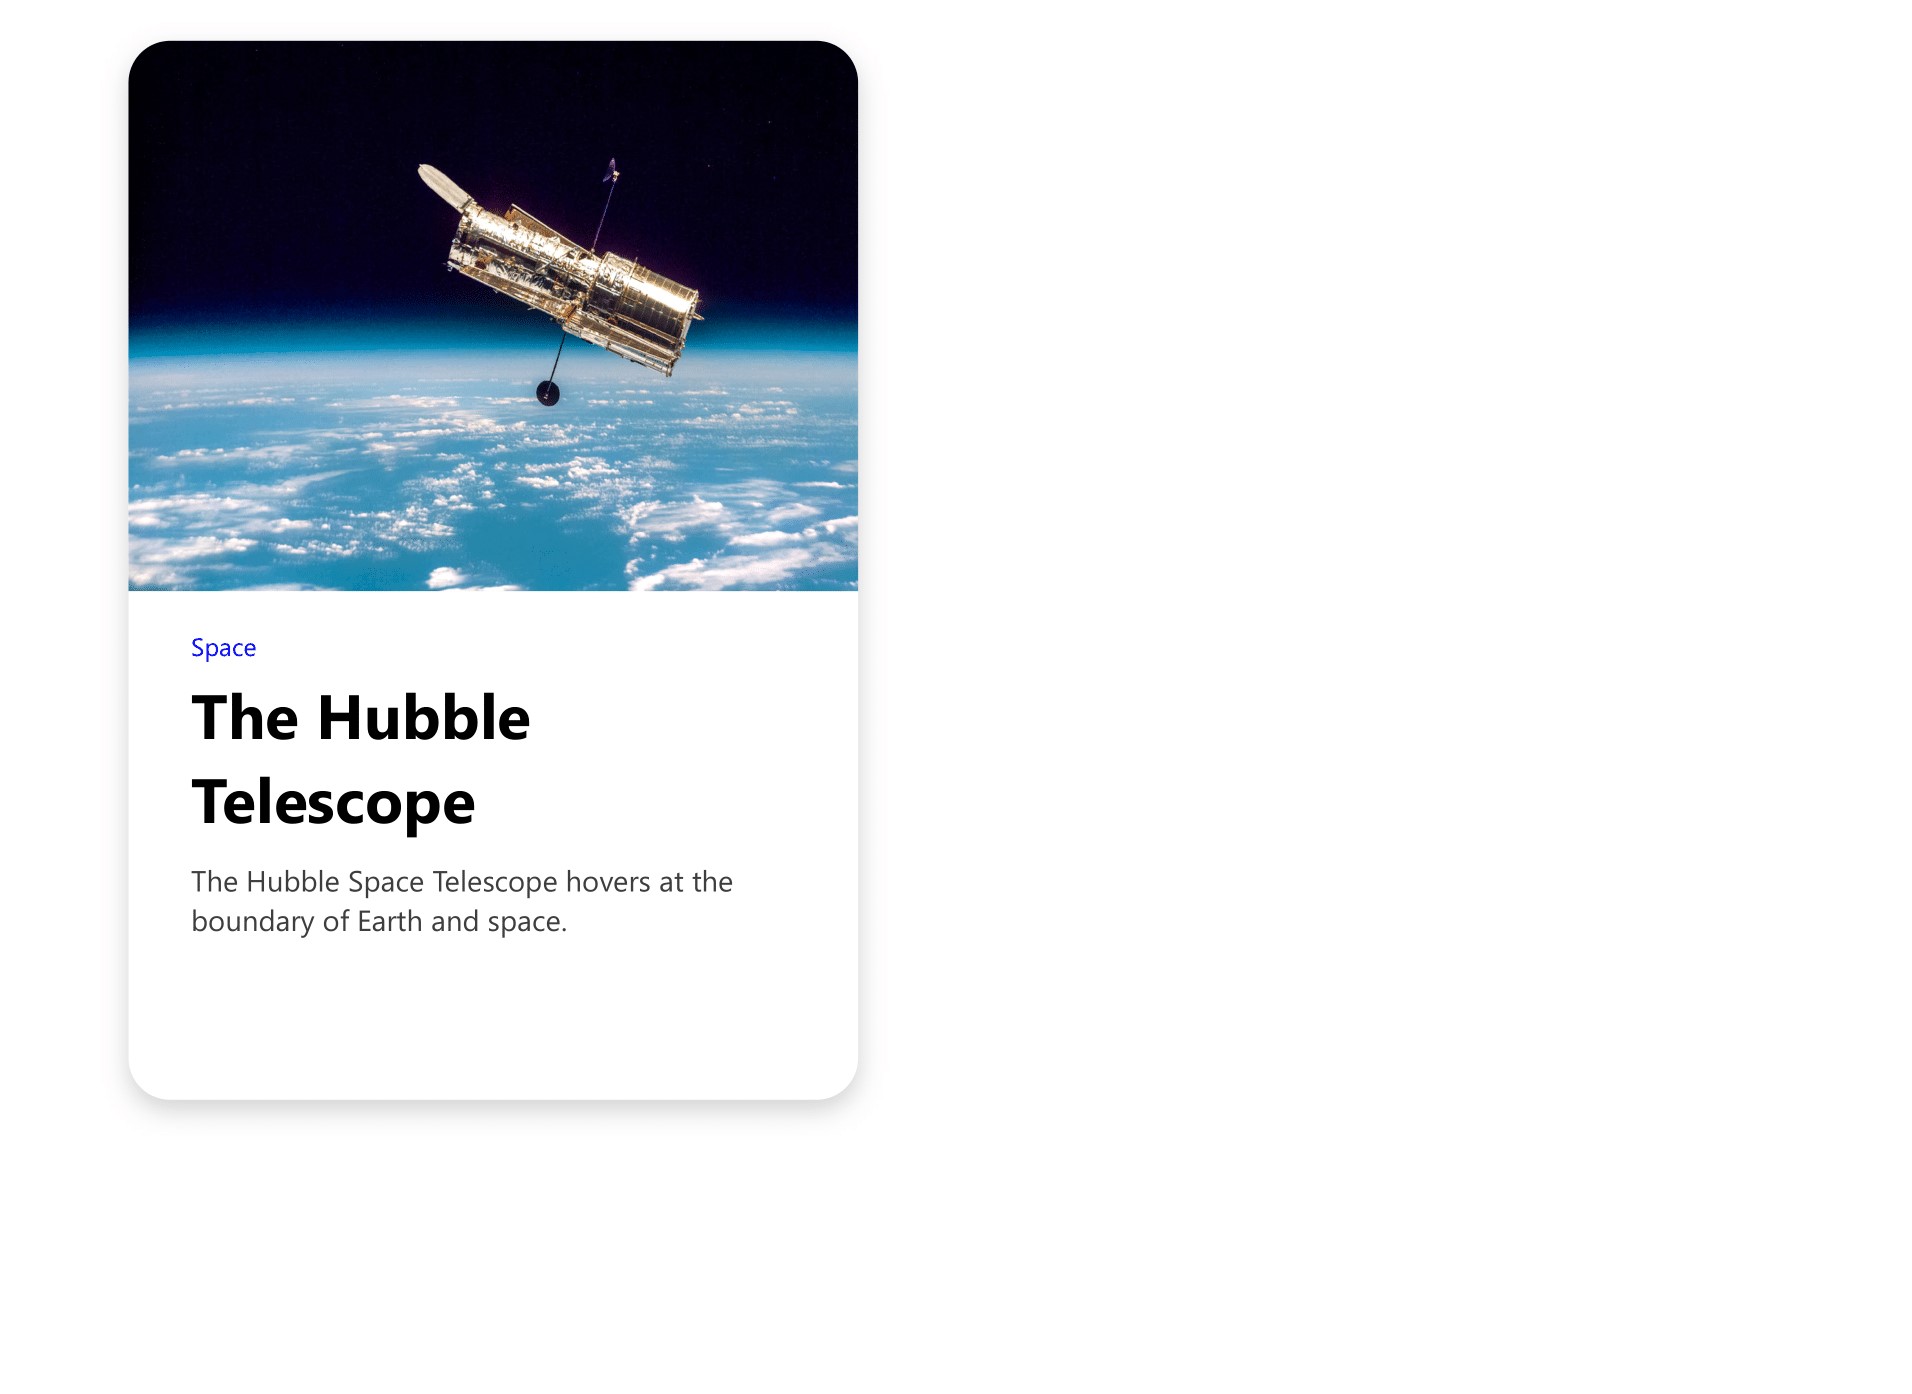 Space
The Hubble
Telescope
The Hubble Space Telescope hovers at the
boundary of Earth and space.